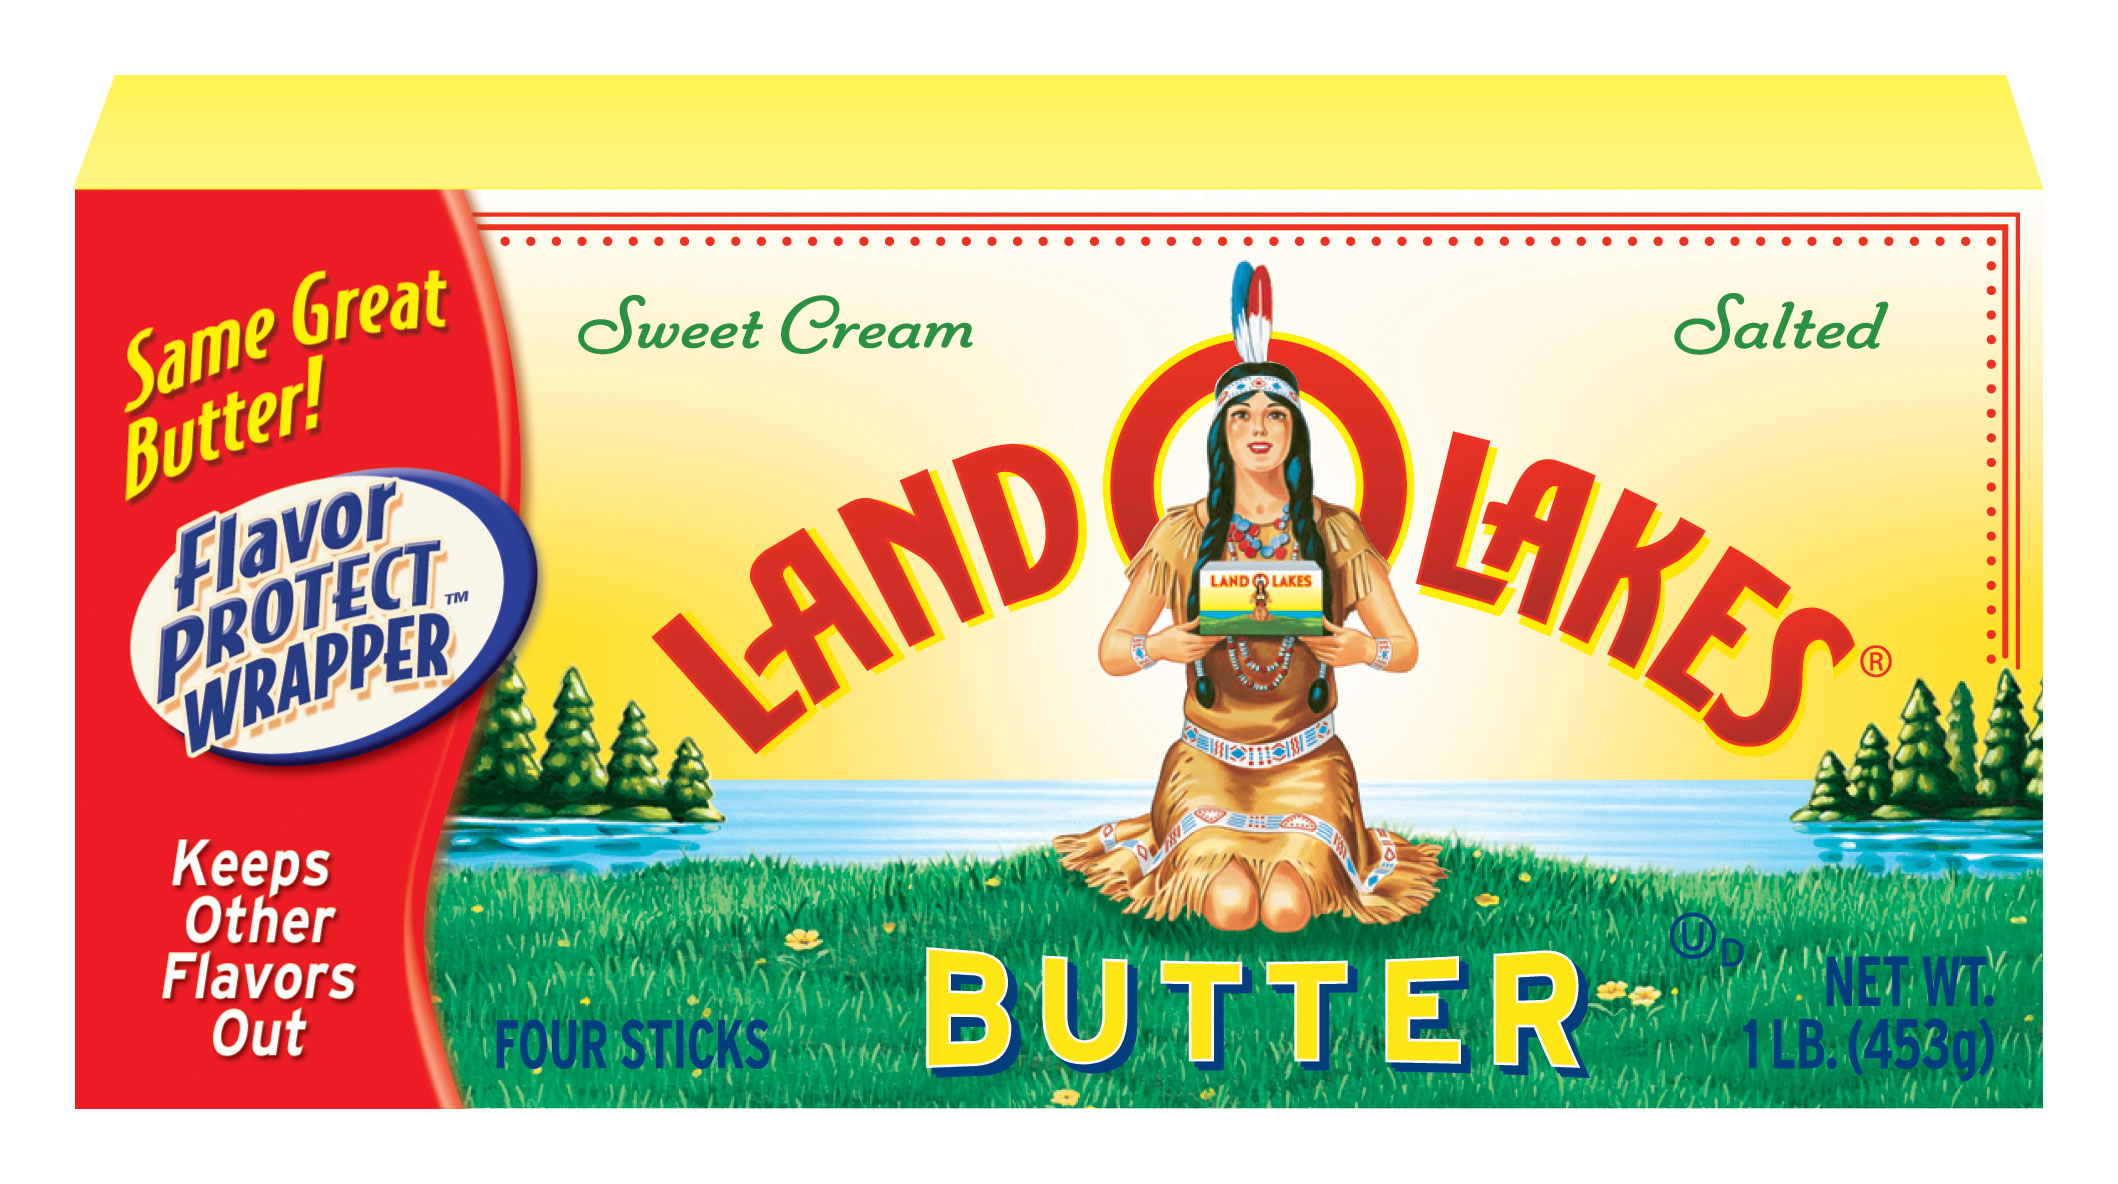 Same Great
Butter!
Flavor
PROTECT™
WRAPPER
Keeps
Other
Flavors
Out
Sweet Cream
Salted
LAND O LAKES®
LAND O LAKES
BUTTER
Ⓤ D
FOUR STICKS
NET WT.
1 LB. (453g)